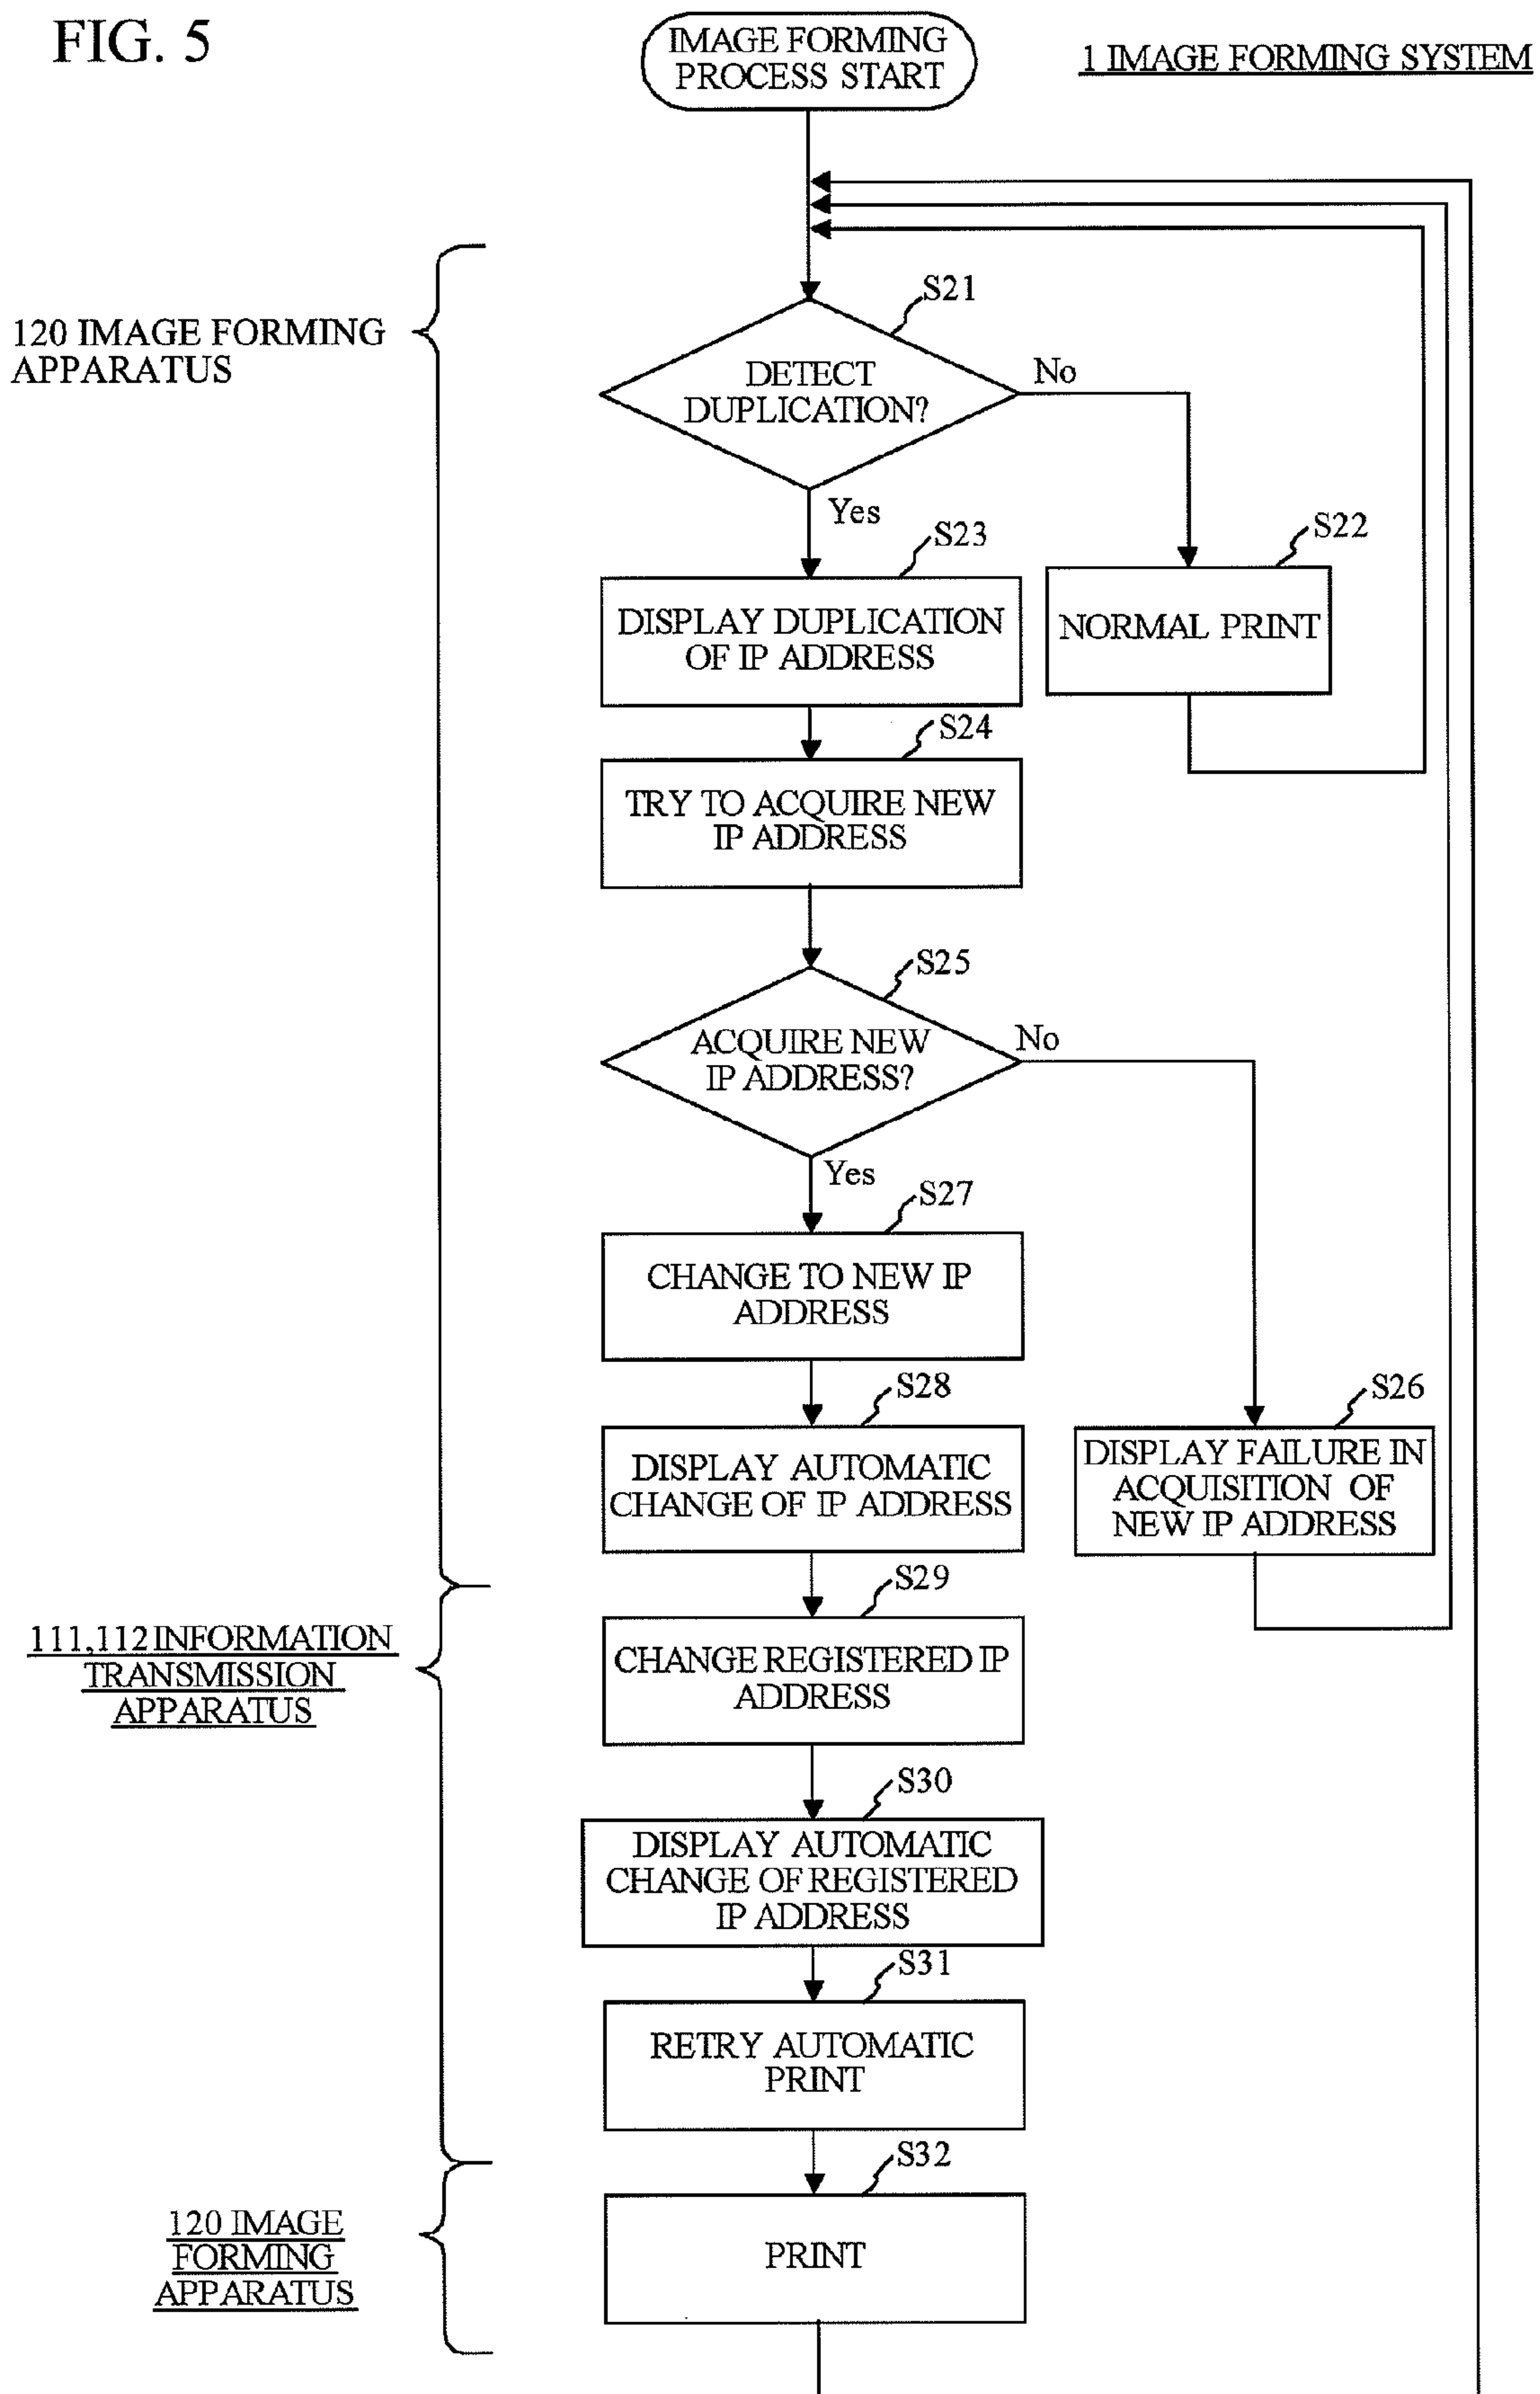 FIG. 5
IMAGE FORMING
PROCESS START
1 IMAGE FORMING SYSTEM
120 IMAGE FORMING
APPARATUS
S21
DETECT
DUPLICATION?
No
Yes
S23
DISPLAY DUPLICATION
OF IP ADDRESS
S22
NORMAL PRINT
S24
TRY TO ACQUIRE NEW
IP ADDRESS
S25
ACQUIRE NEW
IP ADDRESS?
No
Yes
S27
CHANGE TO NEW IP
ADDRESS
S28
DISPLAY AUTOMATIC
CHANGE OF IP ADDRESS
S26
DISPLAY FAILURE IN
ACQUISITION OF
NEW IP ADDRESS
111,112 INFORMATION
TRANSMISSION
APPARATUS
S29
CHANGE REGISTERED IP
ADDRESS
S30
DISPLAY AUTOMATIC
CHANGE OF REGISTERED
IP ADDRESS
S31
RETRY AUTOMATIC
PRINT
120 IMAGE
FORMING
APPARATUS
S32
PRINT